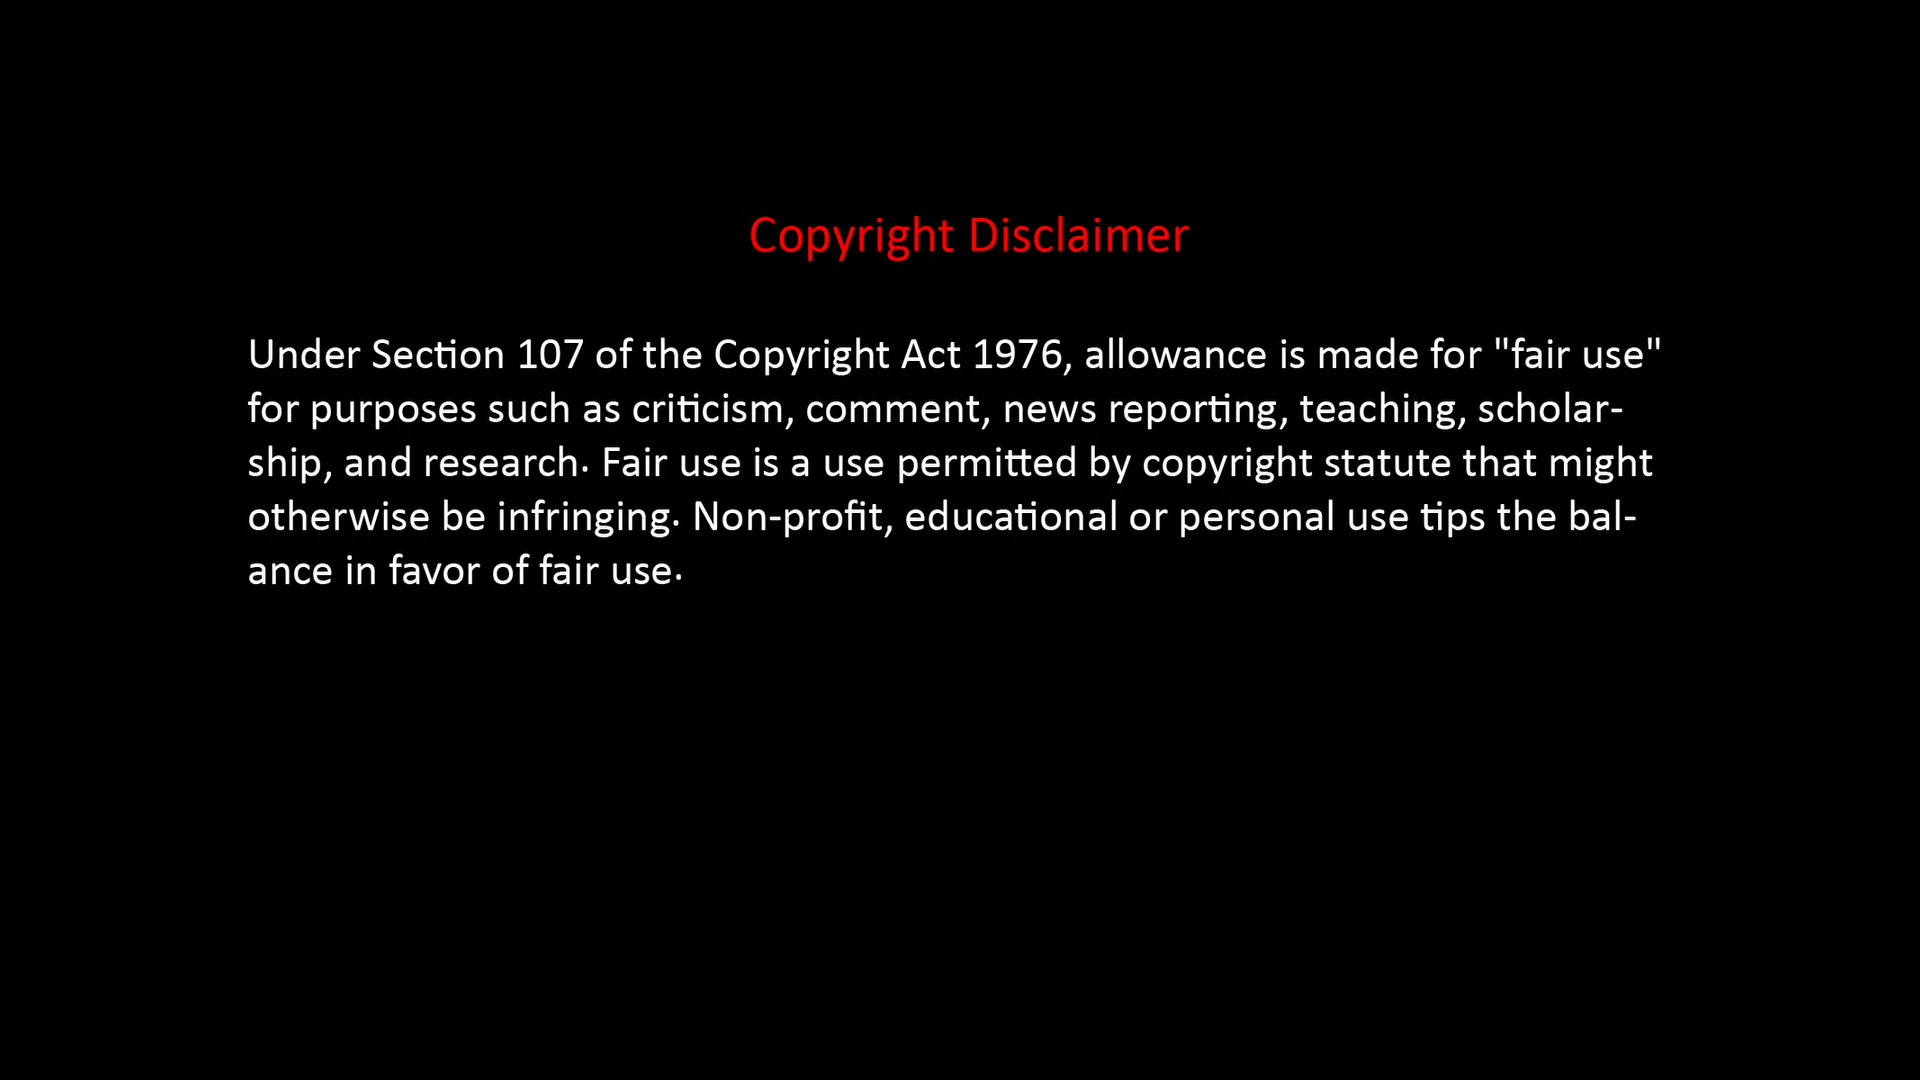 Copyright Disclaimer
Under Section 107 of the Copyright Act 1976, allowance is made for "fair use"
for purposes such as criticism, comment, news reporting, teaching, scholar-
ship, and research. Fair use is a use permitted by copyright statute that might
otherwise be infringing. Non-profit, educational or personal use tips the bal-
ance in favor of fair use.